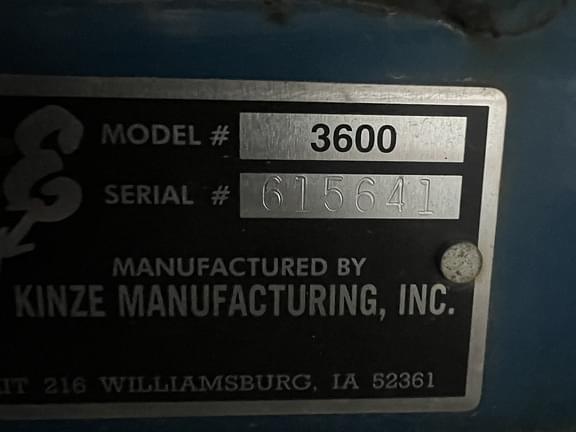 MODEL # 3600
SERIAL # 615641
MANUFACTURED BY
KINZE MANUFACTURING, INC.
216 WILLIAMSBURG, IA 52361